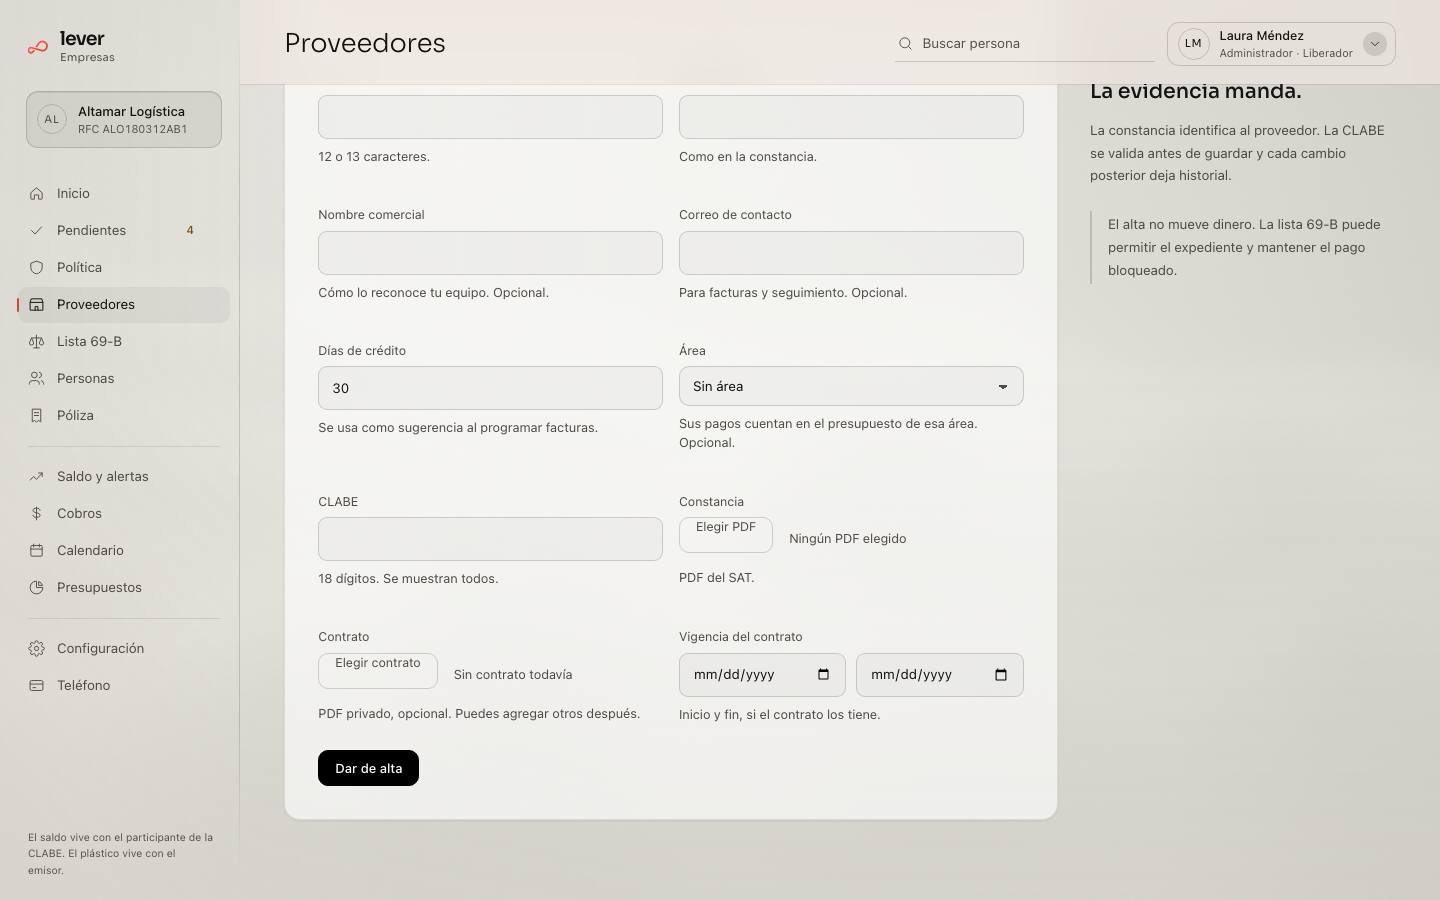 lever
Empresas
AL
Altamar Logística
RFC ALO180312AB1
Inicio
Pendientes 4
Política
Proveedores
Lista 69-B
Personas
Póliza
Saldo y alertas
Cobros
Calendario
Presupuestos
Configuración
Teléfono
El saldo vive con el participante de la
CLABE. El plástico vive con el
emisor.
Proveedores
Buscar persona
LM
Laura Méndez
Administrador · Liberador
12 o 13 caracteres.
Como en la constancia.
Nombre comercial
Correo de contacto
Cómo lo reconoce tu equipo. Opcional.
Para facturas y seguimiento. Opcional.
Días de crédito
Área
30
Sin área
Se usa como sugerencia al programar facturas.
Sus pagos cuentan en el presupuesto de esa área.
Opcional.
CLABE
Constancia
Elegir PDF
Ningún PDF elegido
18 dígitos. Se muestran todos.
PDF del SAT.
Contrato
Vigencia del contrato
Elegir contrato
Sin contrato todavía
mm/dd/yyyy
mm/dd/yyyy
PDF privado, opcional. Puedes agregar otros después.
Inicio y fin, si el contrato los tiene.
Dar de alta
La evidencia manda.
La constancia identifica al proveedor. La CLABE
se valida antes de guardar y cada cambio
posterior deja historial.
El alta no mueve dinero. La lista 69-B puede
permitir el expediente y mantener el pago
bloqueado.